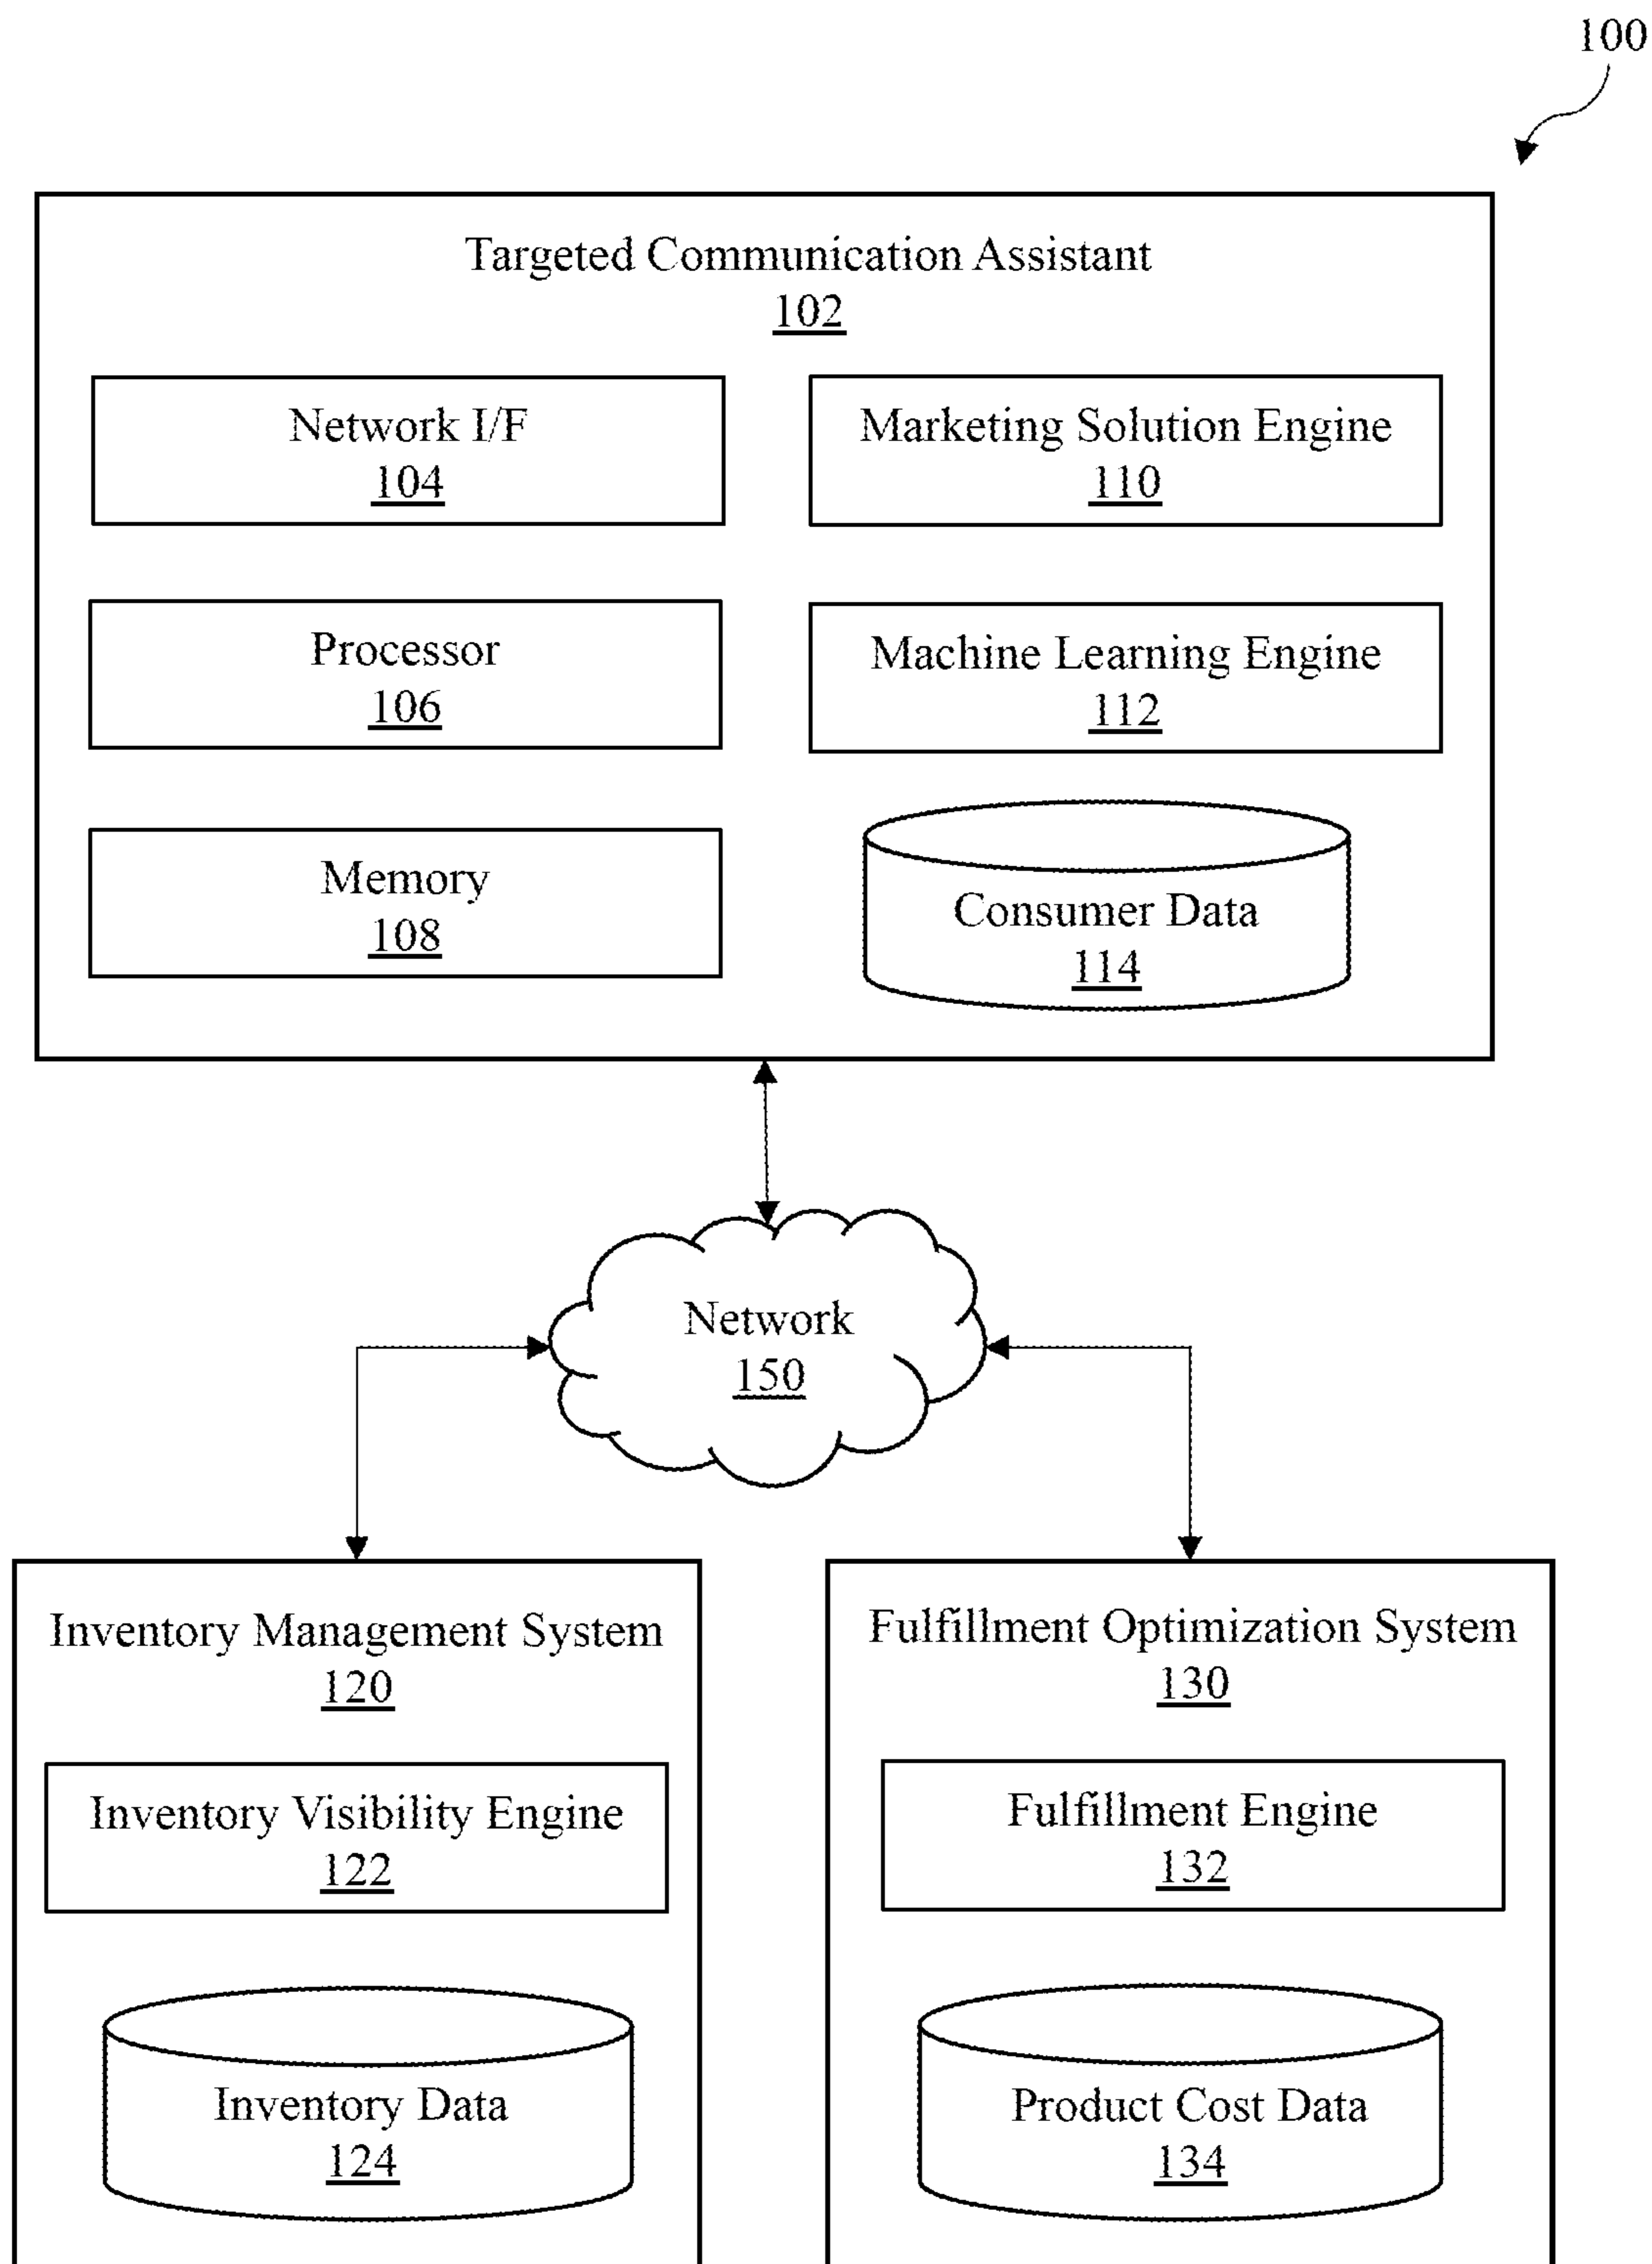 100
Targeted Communication Assistant
102
Network I/F
104
Marketing Solution Engine
110
Processor
106
Machine Learning Engine
112
Memory
108
Consumer Data
114
Network
150
Inventory Management System
120
Inventory Visibility Engine
122
Inventory Data
124
Fulfillment Optimization System
130
Fulfillment Engine
132
Product Cost Data
134